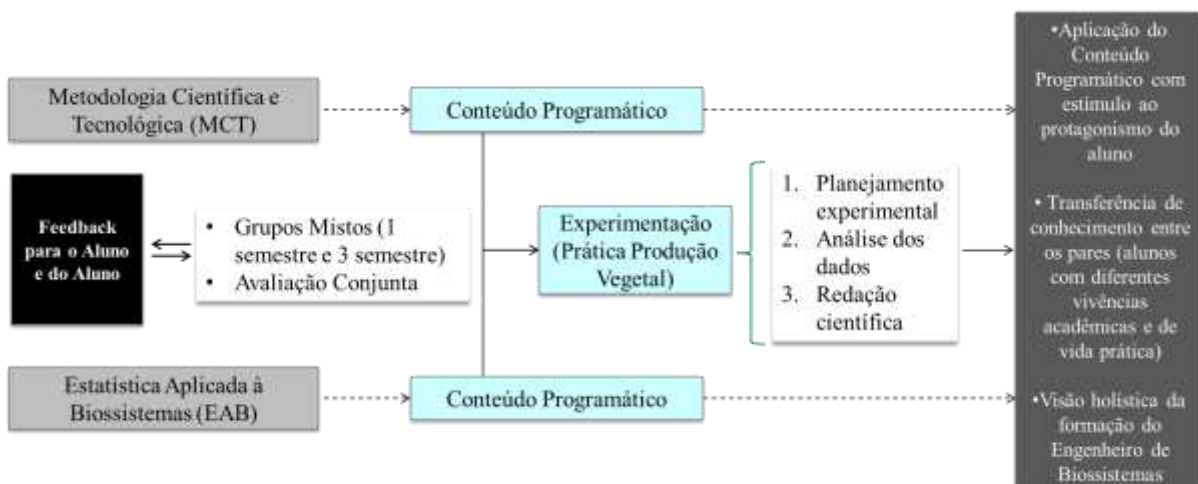 Metodologia Científica e
Tecnológica (MCT)
Conteúdo Programático
Feedback
para o Aluno
e do Aluno
• Grupos Mistos (1
semestre e 3 semestre)
• Avaliação Conjunta
Experimentação
(Prática Produção
Vegetal)
1. Planejamento
experimental
2. Análise dos
dados
3. Redação
científica
Estatística Aplicada à
Biossistemas (EAB)
Conteúdo Programático
•Aplicação do
Conteúdo
Programático com
estímulo ao
protagonismo do
aluno
• Transferência de
conhecimento entre
os pares (alunos
com diferentes
vivências
acadêmicas e de
vida prática)
•Visão holística da
formação do
Engenheiro de
Biossistemas